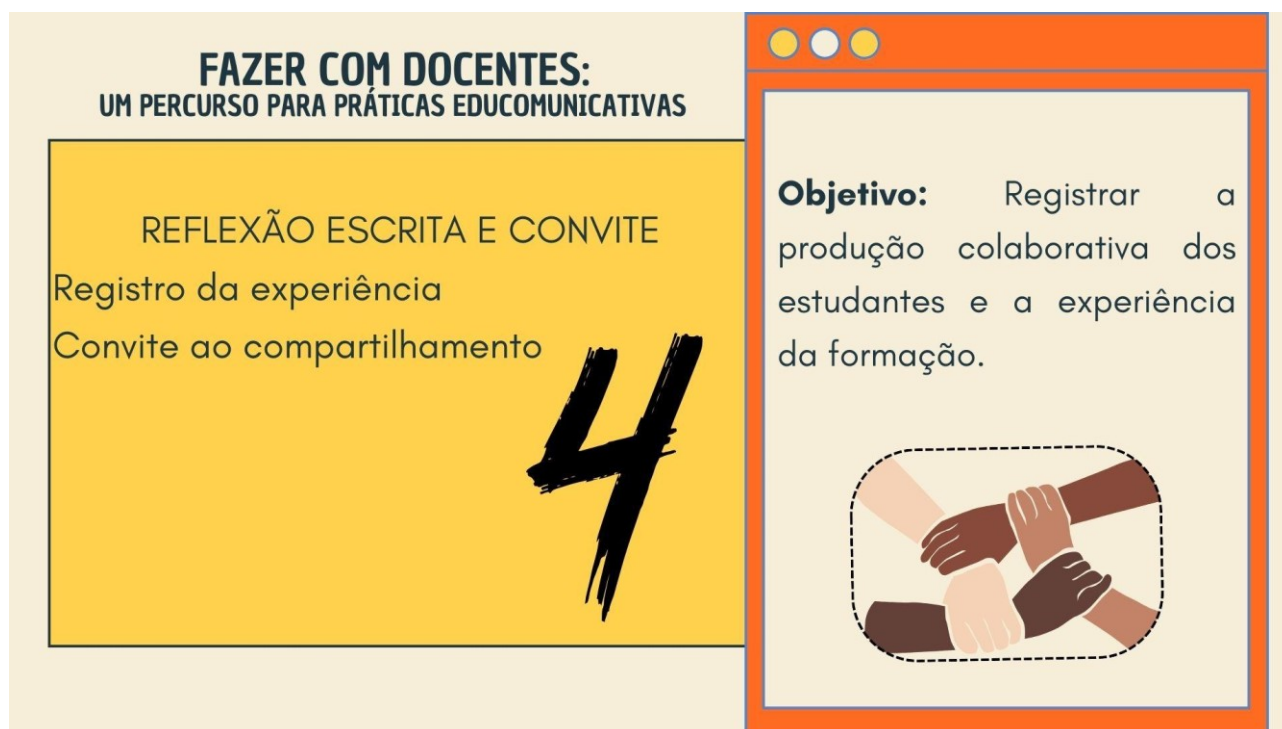 FAZER COM DOCENTES:
UM PERCURSO PARA PRÁTICAS EDUCOMUNICATIVAS
REFLEXÃO ESCRITA E CONVITE
Registro da experiência
Convite ao compartilhamento
4
Objetivo: Registrar a
produção colaborativa dos
estudantes e a experiência
da formação.